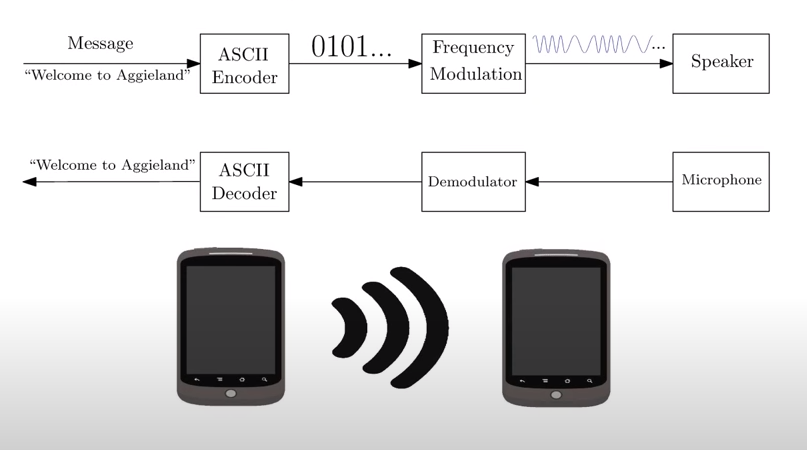 Message
“Welcome to Aggieland”
ASCII
Encoder
0101...
Frequency
Modulation
...
Speaker
“Welcome to Aggieland”
ASCII
Decoder
Demodulator
Microphone